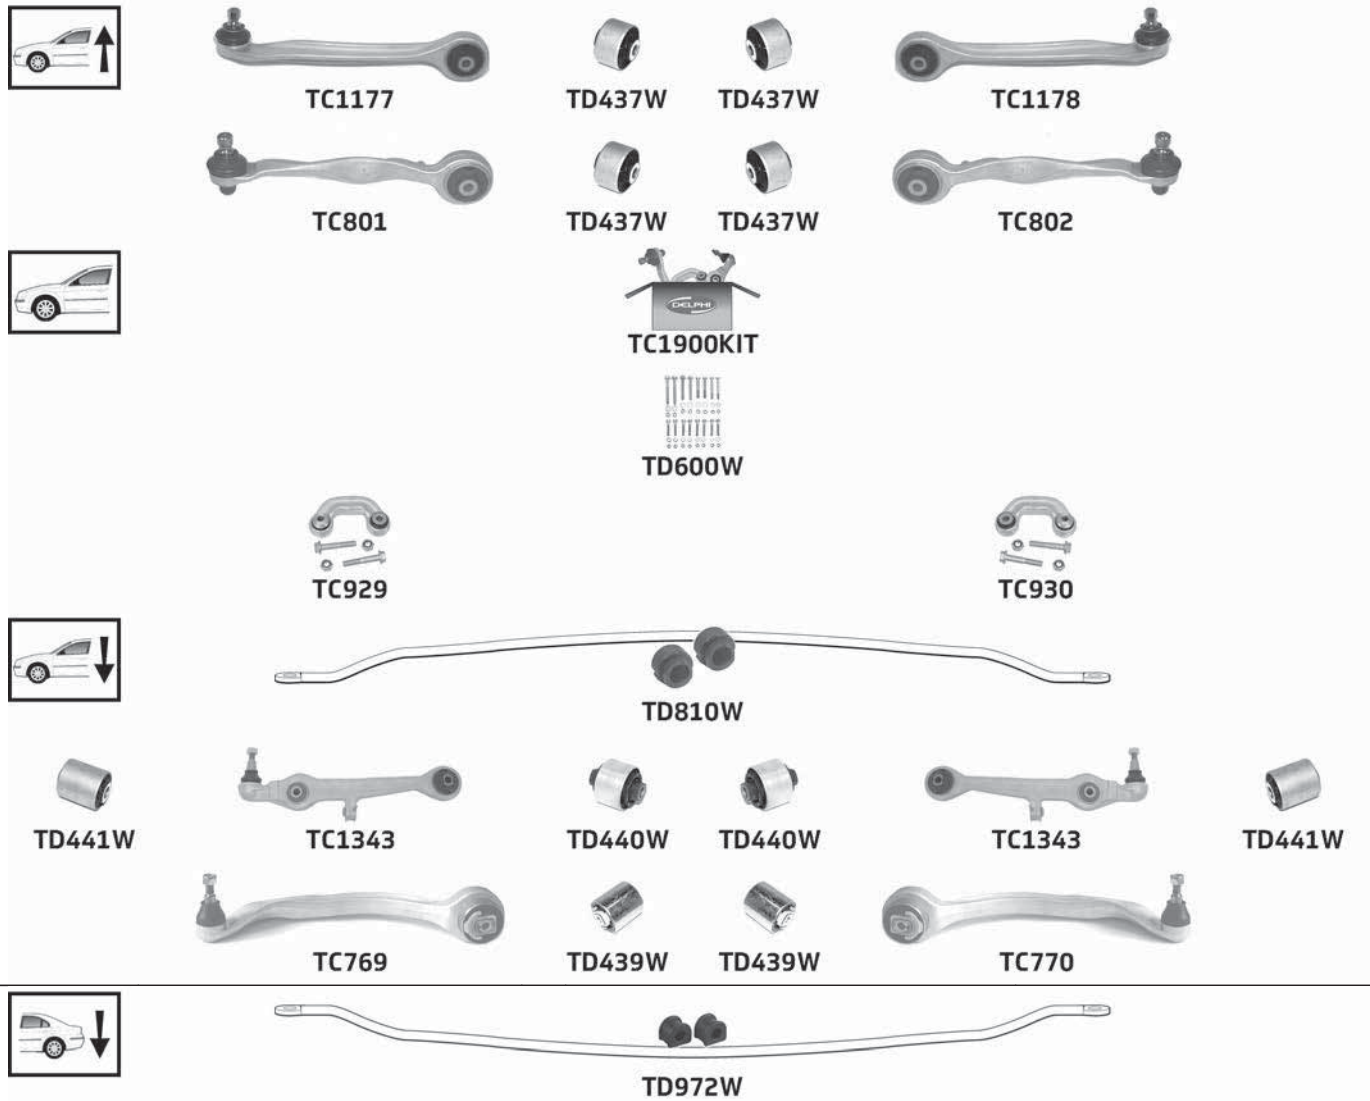 TC1177 TD437W TD437W TC1178
TC801 TD437W TD437W TC802
DELPHI
TC1900KIT
TD600W
TC929 TC930
TD810W
TD441W TC1343 TD440W TD440W TC1343 TD441W
TC769 TD439W TD439W TC770
TD972W